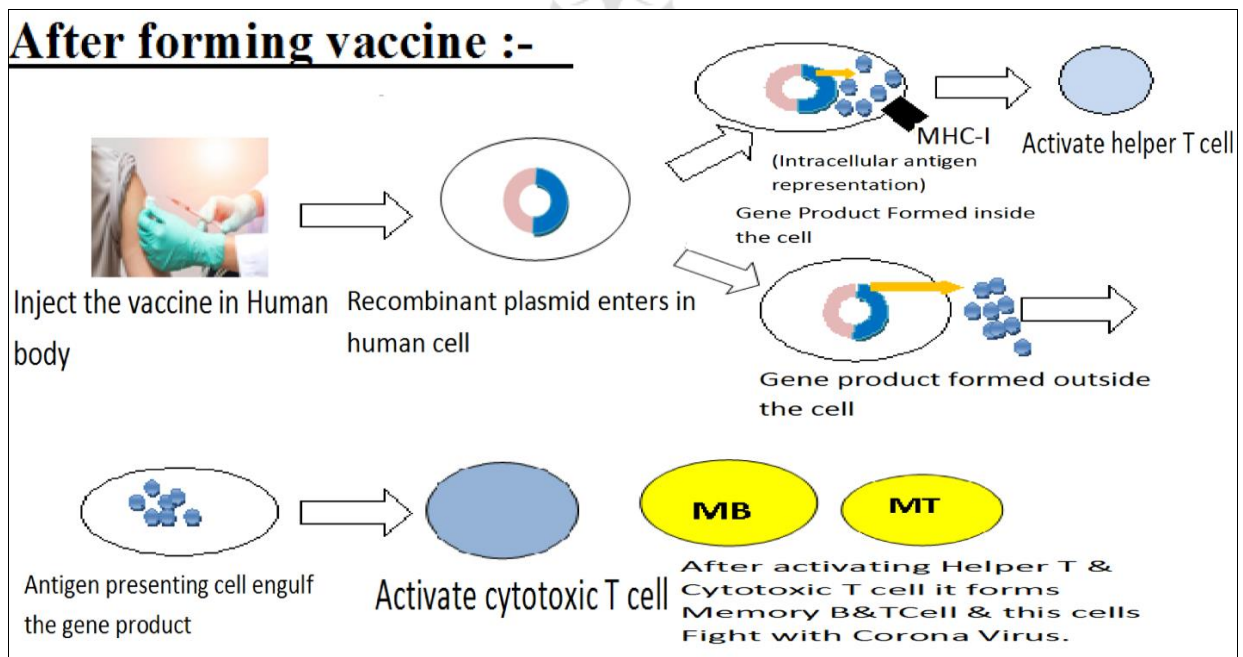 After forming vaccine :-
MHC-I
(Intracellular antigen
representation)
Activate helper T cell
Gene Product Formed inside
the cell
Inject the vaccine in Human
body
Recombinant plasmid enters in
human cell
Gene product formed outside
the cell
Antigen presenting cell engulf
the gene product
Activate cytotoxic T cell
MB
MT
After activating Helper T &
Cytotoxic T cell it forms
Memory B&TCell & this cells
Fight with Corona Virus.